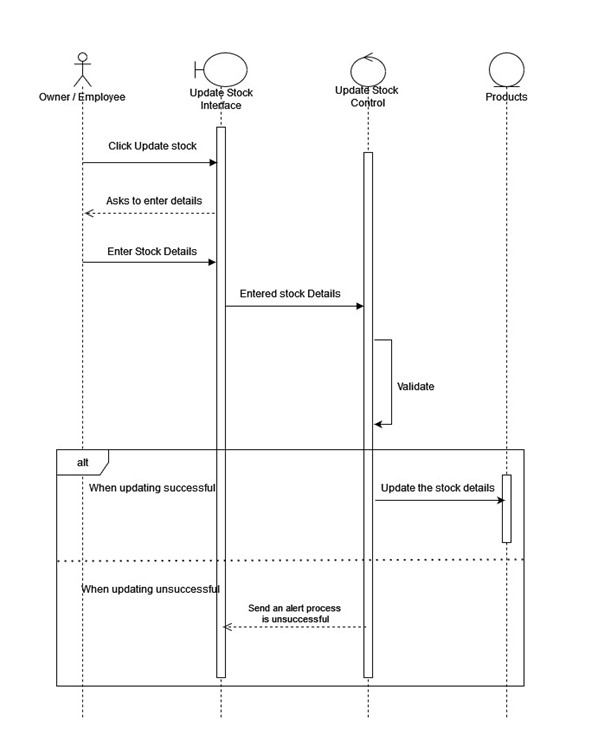 Owner / Employee
Update Stock
Interface
Update Stock
Control
Products
Click Update stock
Asks to enter details
Enter Stock Details
Entered stock Details
Validate
alt
When updating successful
Update the stock details
When updating unsuccessful
Send an alert process
is unsuccessful